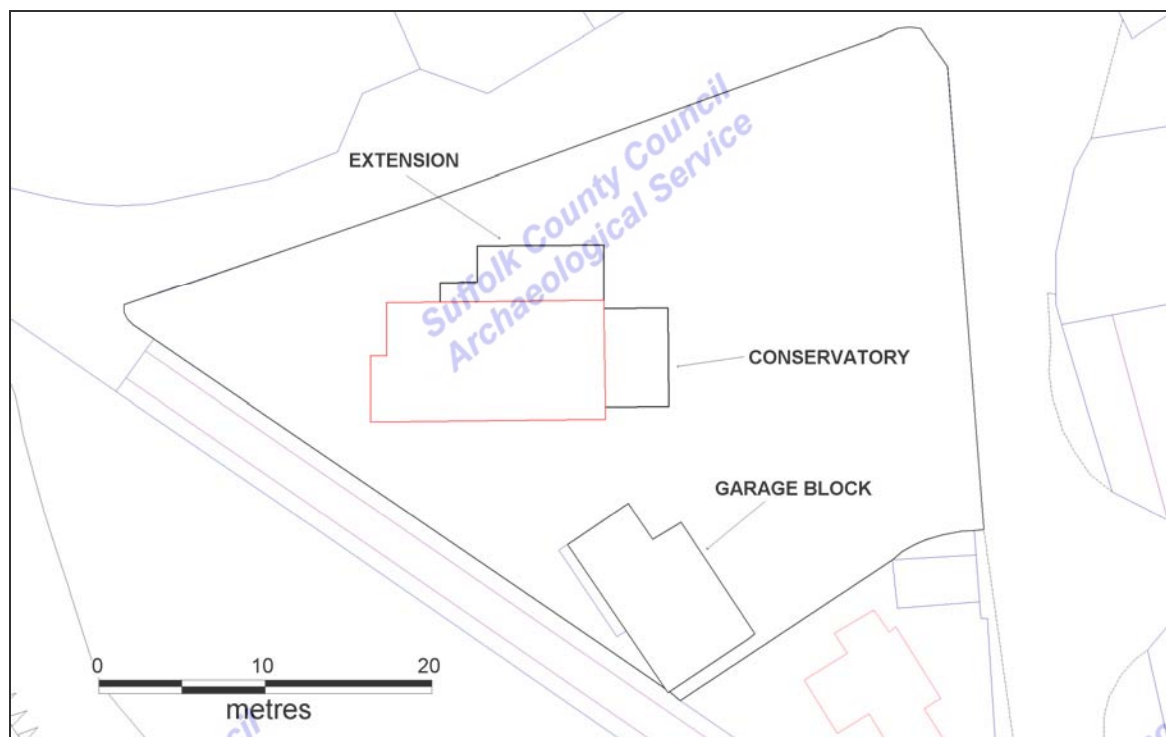 Suffolk County Council
Archaeological Service
EXTENSION
CONSERVATORY
GARAGE BLOCK
0 10 20
metres